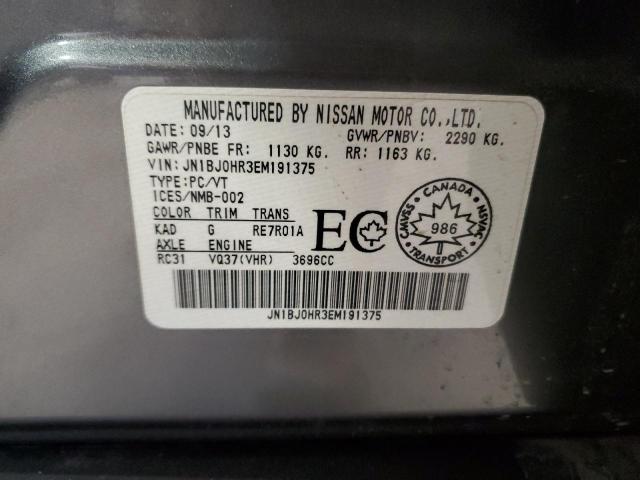 MANUFACTURED BY NISSAN MOTOR CO.,LTD.
DATE: 09/13 GVWR/PNBV: 2290 KG.
GAWR/PNBE FR: 1130 KG. RR: 1163 KG.
VIN: JN1BJ0HR3EM191375
TYPE:PC/VT
ICES/NMB-002
COLOR TRIM TRANS
KAD G RE7R01A
AXLE ENGINE
RC31 VQ37(VHR) 3696CC
EC
CANADA
CMVSS 986 NSVAC
TRANSPORT
JN1BJ0HR3EM191375